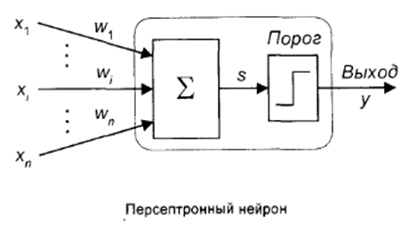 x₁ w₁
Порог
xᵢ wᵢ Σ s Выход
y
wₙ
xₙ
Персептронный нейрон